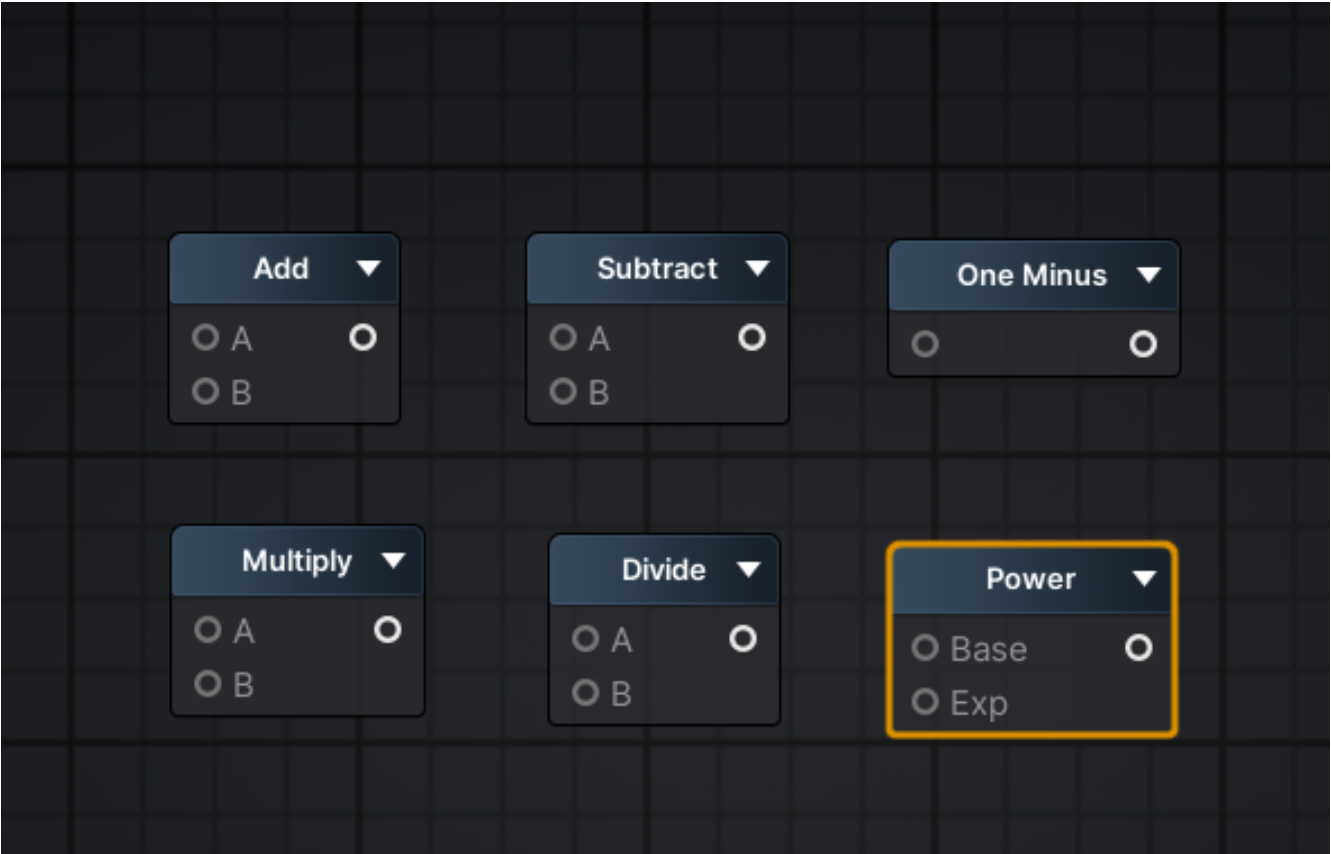 Add
A
B
Subtract
A
B
One Minus
Multiply
A
B
Divide
A
B
Power
Base
Exp